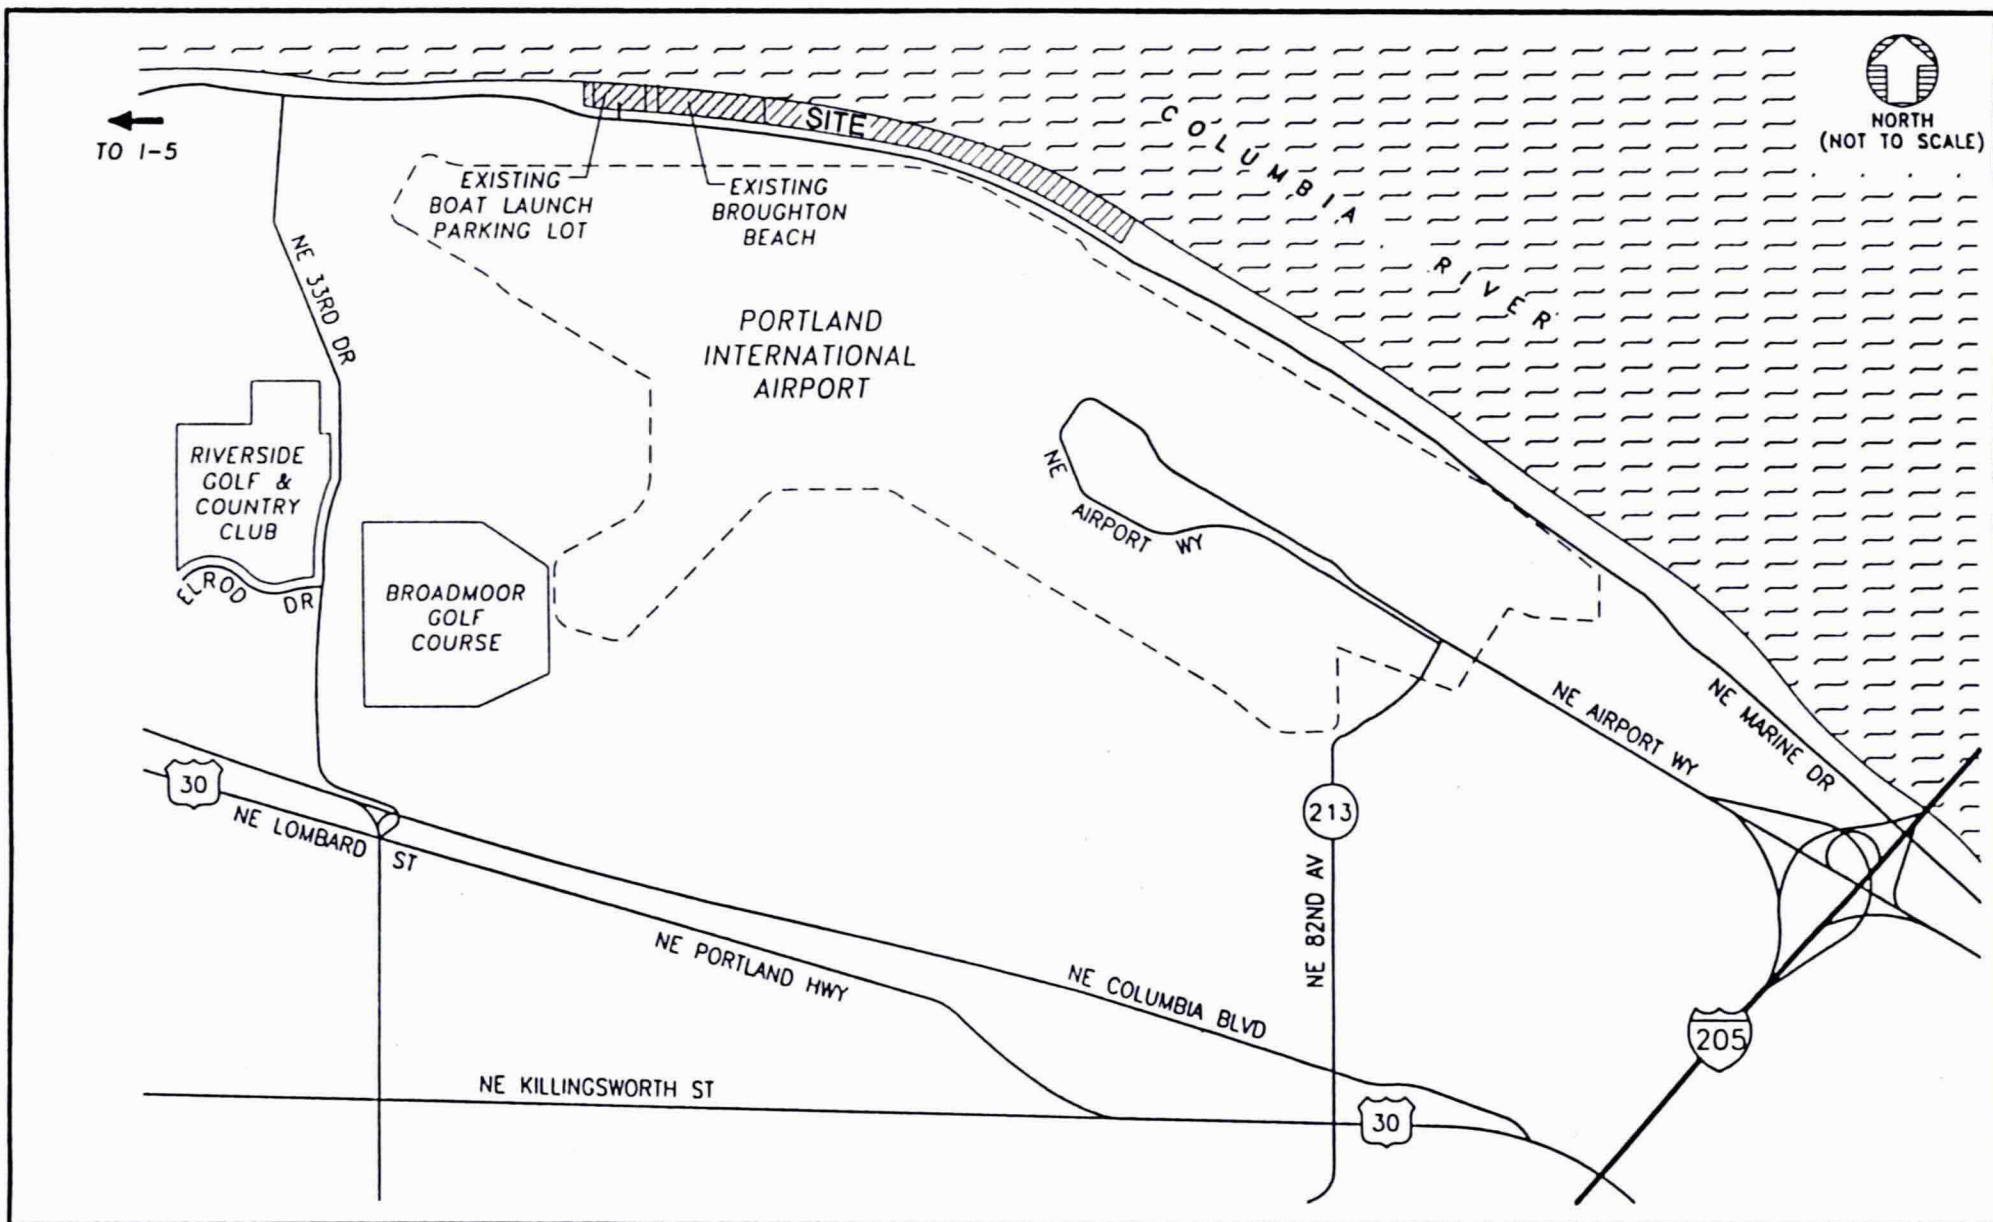 NORTH
(NOT TO SCALE)
COLUMBIA RIVER
SITE
TO I-5
EXISTING
BOAT LAUNCH
PARKING LOT
EXISTING
BROUGHTON
BEACH
NE 33RD DR
PORTLAND
INTERNATIONAL
AIRPORT
RIVERSIDE
GOLF &
COUNTRY
CLUB
NE AIRPORT WY
ELROD DR
BROADMOOR
GOLF
COURSE
NE AIRPORT WY
NE MARINE DR
30
NE LOMBARD ST
213
NE 82ND AV
NE PORTLAND HWY
NE COLUMBIA BLVD
205
NE KILLINGSWORTH ST
30